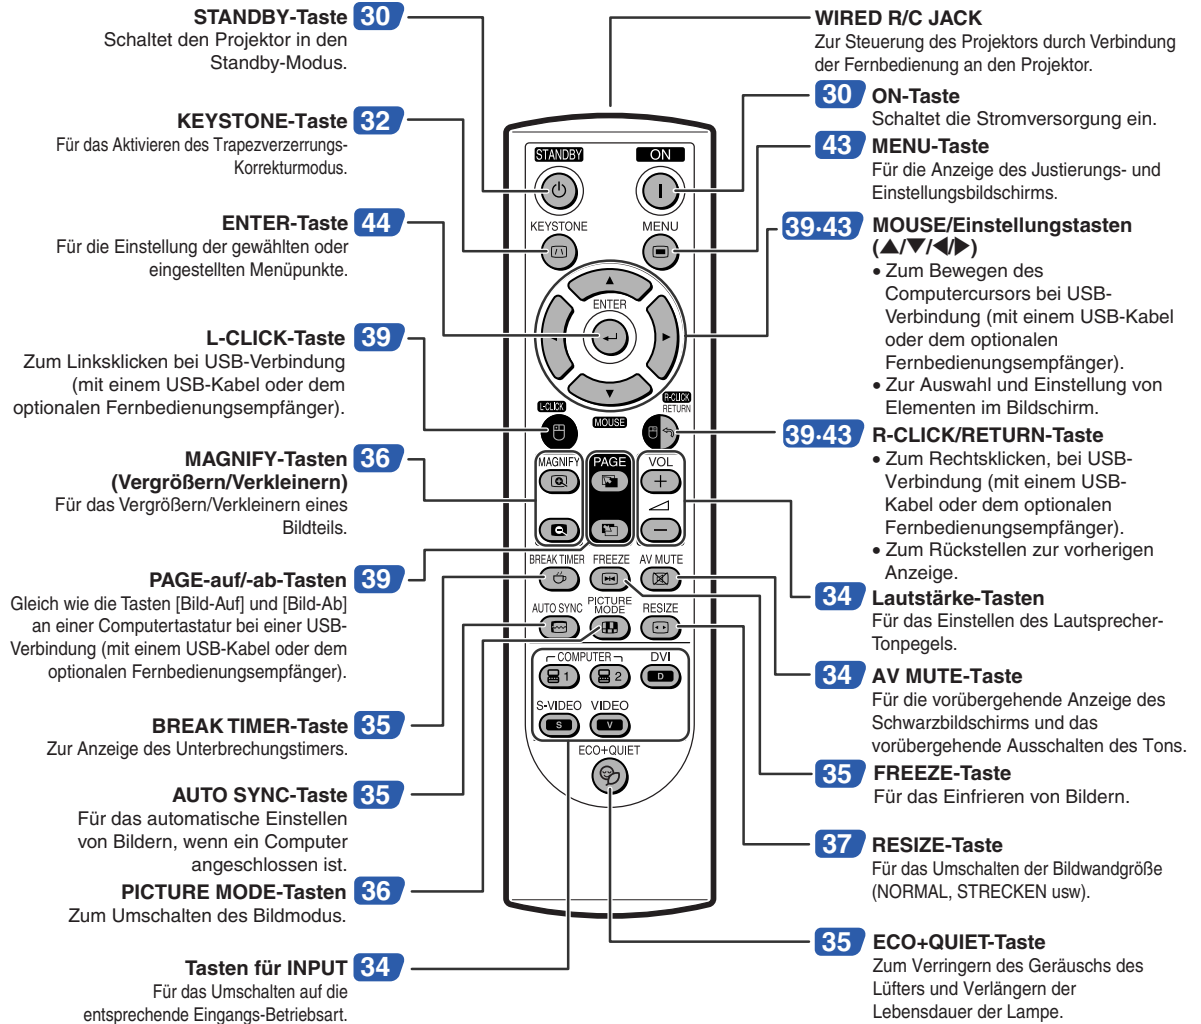 STANDBY-Taste 30
Schaltet den Projektor in den
Standby-Modus.
KEYSTONE-Taste 32
Für das Aktivieren des Trapezverzerrungs-
Korrekturmodus.
ENTER-Taste 44
Für die Einstellung der gewählten oder
eingestellten Menüpunkte.
L-CLICK-Taste 39
Zum Linksklicken bei USB-Verbindung
(mit einem USB-Kabel oder dem
optionalen Fernbedienungsempfänger).
MAGNIFY-Tasten 36
(Vergrößern/Verkleinern)
Für das Vergrößern/Verkleinern eines
Bildteils.
PAGE-auf/-ab-Tasten 39
Gleich wie die Tasten [Bild-Auf] und [Bild-Ab]
an einer Computertastatur bei einer USB-
Verbindung (mit einem USB-Kabel oder dem
optionalen Fernbedienungsempfänger).
BREAK TIMER-Taste 35
Zur Anzeige des Unterbrechungstimers.
AUTO SYNC-Taste 35
Für das automatische Einstellen
von Bildern, wenn ein Computer
angeschlossen ist.
PICTURE MODE-Tasten 36
Zum Umschalten des Bildmodus.
Tasten für INPUT 34
Für das Umschalten auf die
entsprechende Eingangs-Betriebsart.
STANDBY ON
KEYSTONE MENU
ENTER
L-CLICK R-CLICK
RETURN
MOUSE
MAGNIFY PAGE VOL
BREAK TIMER FREEZE AV MUTE
AUTO SYNC PICTURE
MODE RESIZE
COMPUTER DVI
1 2 D
S-VIDEO VIDEO
S V
ECO+QUIET
WIRED R/C JACK
Zur Steuerung des Projektors durch Verbindung
der Fernbedienung an den Projektor.
30 ON-Taste
Schaltet die Stromversorgung ein.
43 MENU-Taste
Für die Anzeige des Justierungs- und
Einstellungsbildschirms.
39·43 MOUSE/Einstellungstasten
(▲/▼/◀/▶)
• Zum Bewegen des
Computercursors bei USB-
Verbindung (mit einem USB-Kabel
oder dem optionalen
Fernbedienungsempfänger).
• Zur Auswahl und Einstellung von
Elementen im Bildschirm.
39·43 R-CLICK/RETURN-Taste
• Zum Rechtsklicken, bei USB-
Verbindung (mit einem USB-
Kabel oder dem optionalen
Fernbedienungsempfänger).
• Zum Rückstellen zur vorherigen
Anzeige.
34 Lautstärke-Tasten
Für das Einstellen des Lautsprecher-
Tonpegels.
34 AV MUTE-Taste
Für die vorübergehende Anzeige des
Schwarzbildschirms und das
vorübergehende Ausschalten des Tons.
35 FREEZE-Taste
Für das Einfrieren von Bildern.
37 RESIZE-Taste
Für das Umschalten der Bildwandgröße
(NORMAL, STRECKEN usw).
35 ECO+QUIET-Taste
Zum Verringern des Geräuschs des
Lüfters und Verlängern der
Lebensdauer der Lampe.